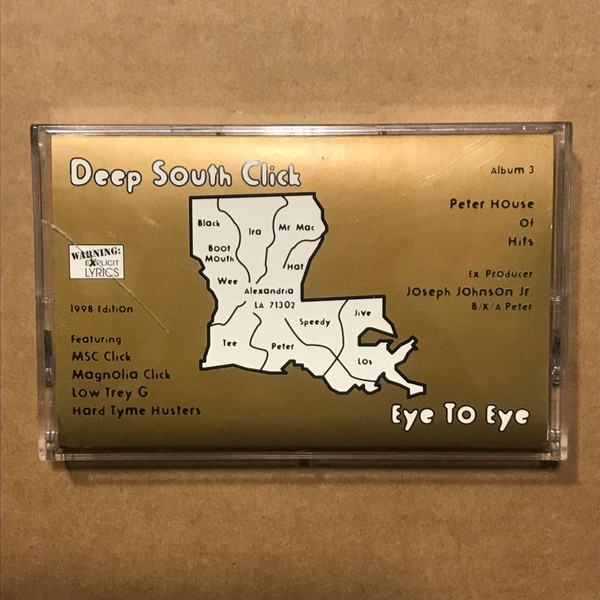 Deep South Click
Album 3
Peter House
Of
Hits
Ex Producer
Joseph Johnson Jr
B/K/A Peter
WARNING:
EXPLICIT
LYRICS
1998 Edition
Featuring
MSC Click
Magnolia Click
Low Trey G
Hard Tyme Husters
Black
Ira
Mr Mac
Boot
Mouth
Hat
Wee
Alexandria
LA 71302
Speedy
Jive
Tee
Peter
Los
Eye To Eye